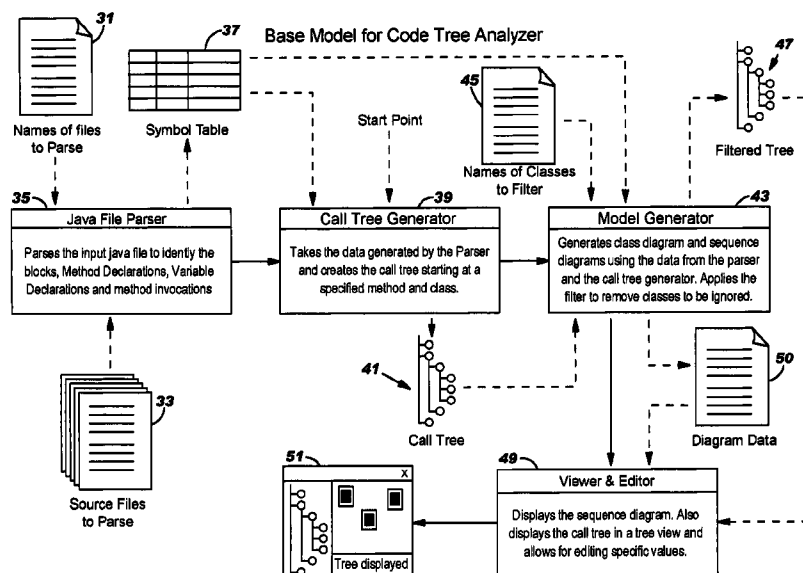 31
37
Base Model for Code Tree Analyzer
47
45
Names of files
to Parse
Symbol Table
Start Point
Names of Classes
to Filter
Filtered Tree
35
Java File Parser
Parses the input java file to identity the
blocks, Method Declarations, Variable
Declarations and method invocations
39
Call Tree Generator
Takes the data generated by the Parser
and creates the call tree starting at a
specified method and class.
43
Model Generator
Generates class diagram and sequence
diagrams using the data from the parser
and the call tree generator. Applies the
filter to remove classes to be ignored.
41
Call Tree
50
Diagram Data
33
Source Files
to Parse
51
X
Tree displayed
49
Viewer & Editor
Displays the sequence diagram. Also
displays the call tree in a tree view and
allows for editing specific values.